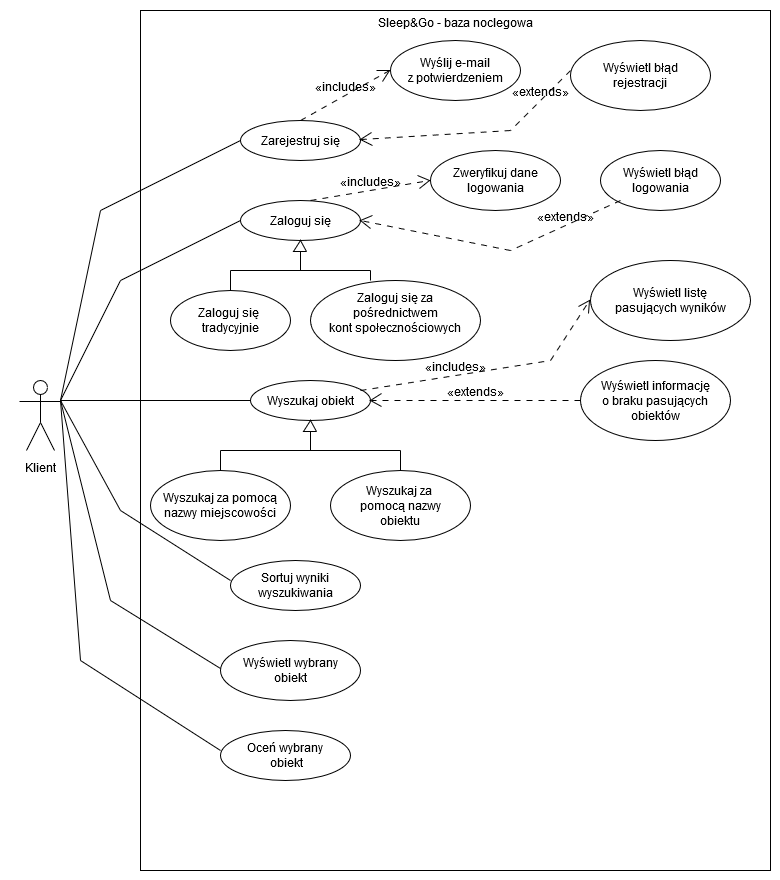 Sleep&Go - baza noclegowa
Wyślij e-mail
z potwierdzeniem
Wyświetl błąd
rejestracji
«includes»
«extends»
Zarejestruj się
Zweryfikuj dane
logowania
Wyświetl błąd
logowania
«includes»
«extends»
Zaloguj się
Zaloguj się
tradycyjnie
Zaloguj się za
pośrednictwem
kont społecznościowych
Wyświetl listę
pasujących wyników
«includes»
«extends»
Wyszukaj obiekt
Wyświetl informację
o braku pasujących
obiektów
Klient
Wyszukaj za pomocą
nazwy miejscowości
Wyszukaj za
pomocą nazwy
obiektu
Sortuj wyniki
wyszukiwania
Wyświetl wybrany
obiekt
Oceń wybrany
obiekt